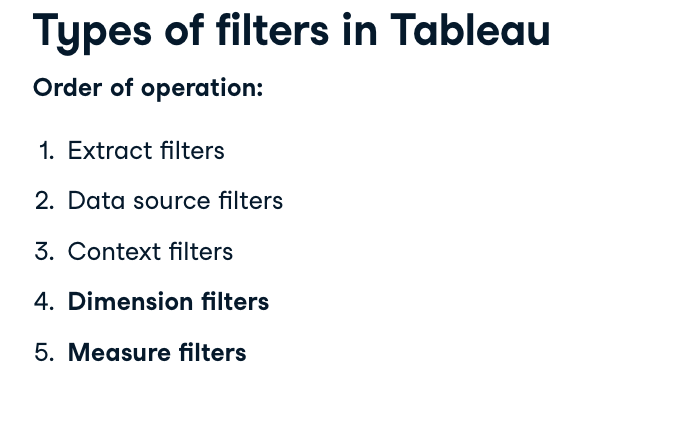 Types of filters in Tableau
Order of operation:
1. Extract filters
2. Data source filters
3. Context filters
4. Dimension filters
5. Measure filters